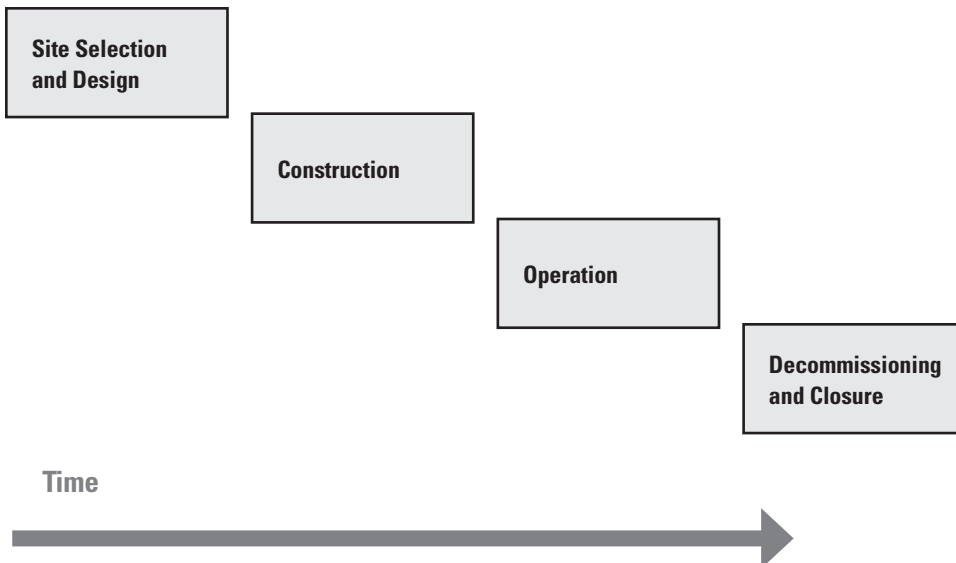 Site Selection
and Design
Construction
Operation
Decommissioning
and Closure
Time